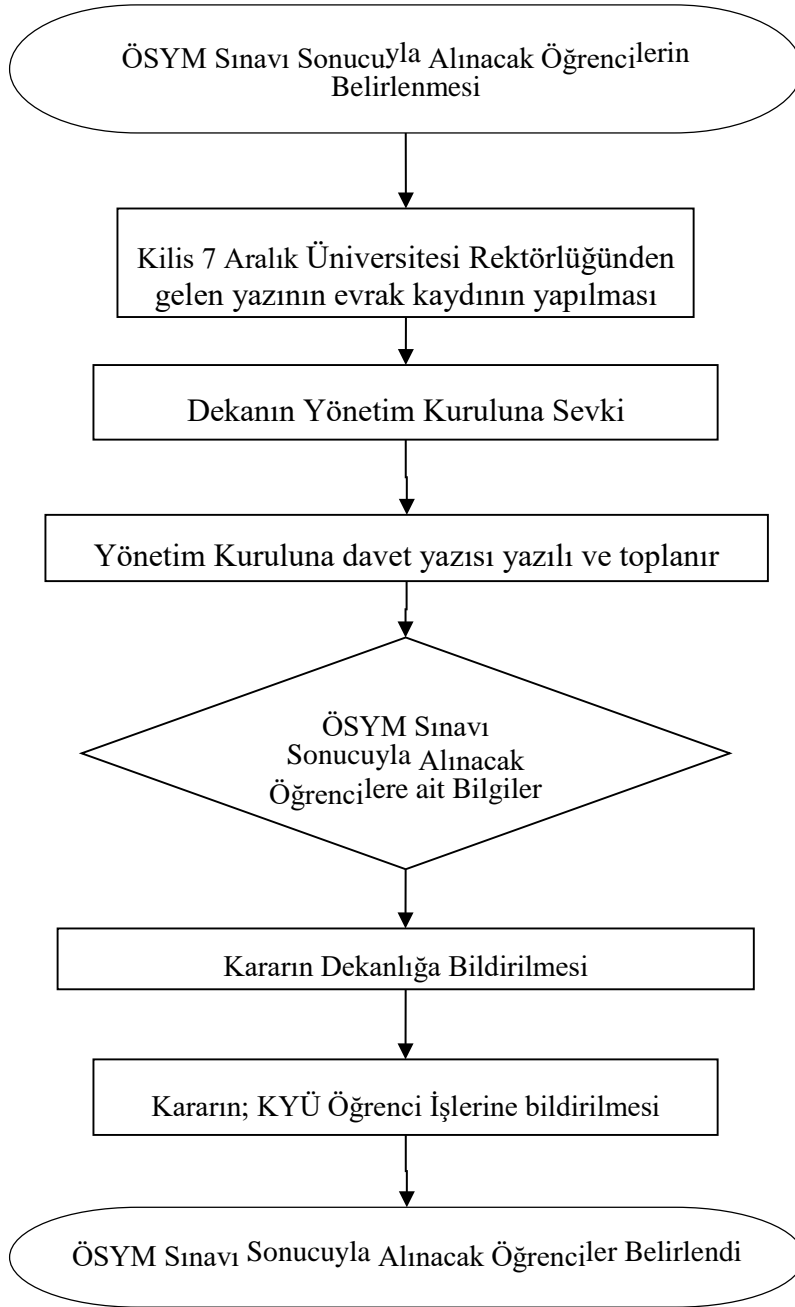 ÖSYM Sınavı Sonucuyla Alınacak Öğrencilerin
Belirlenmesi
Kilis 7 Aralık Üniversitesi Rektörlüğünden
gelen yazının evrak kaydının yapılması
Dekanın Yönetim Kuruluna Sevki
Yönetim Kuruluna davet yazısı yazılı ve toplanır
ÖSYM Sınavı
Sonucuyla Alınacak
Öğrencilere ait Bilgiler
Kararın Dekanlığa Bildirilmesi
Kararın; KYÜ Öğrenci İşlerine bildirilmesi
ÖSYM Sınavı Sonucuyla Alınacak Öğrenciler Belirlendi